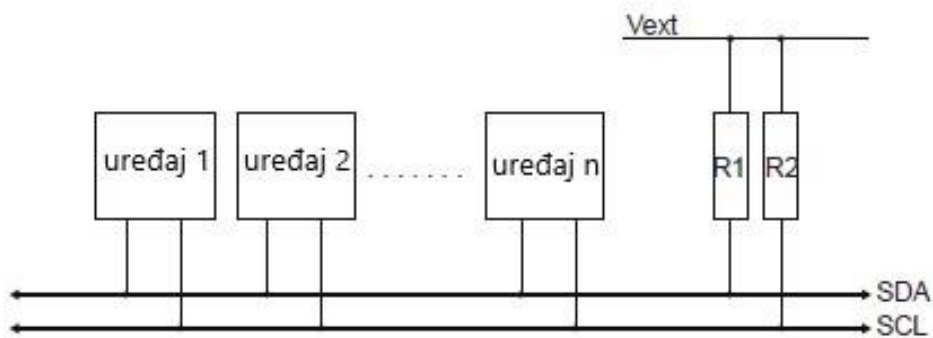 Vext
uređaj 1
uređaj 2
.......
uređaj n
R1
R2
SDA
SCL